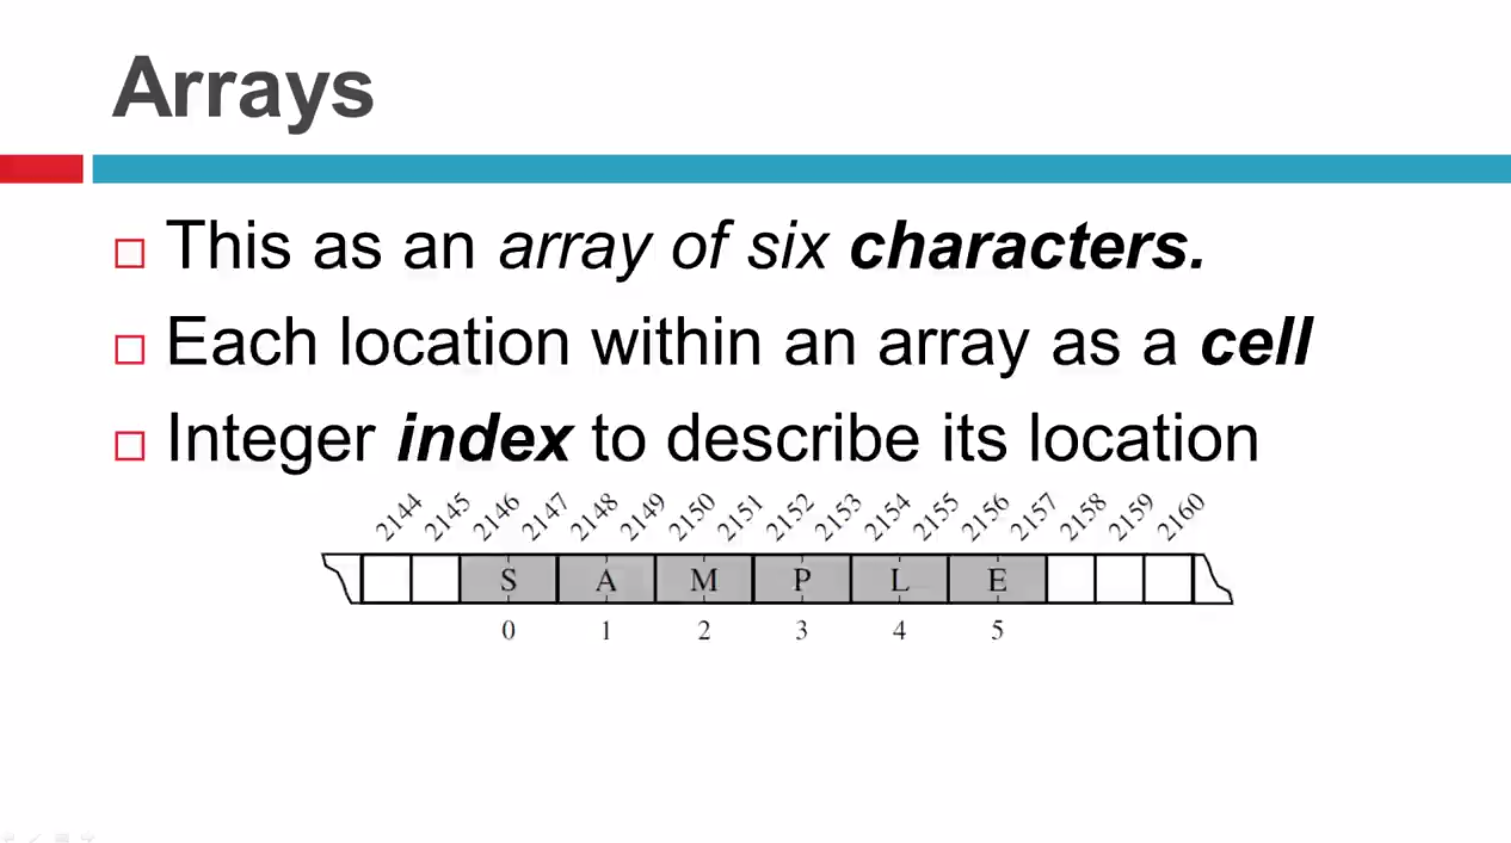 Arrays
This as an array of six characters.
Each location within an array as a cell
Integer index to describe its location
2144 2145 2146 2147 2148 2149 2150 2151 2152 2153 2154 2155 2156 2157 2158 2159 2160
S A M P L E
0 1 2 3 4 5